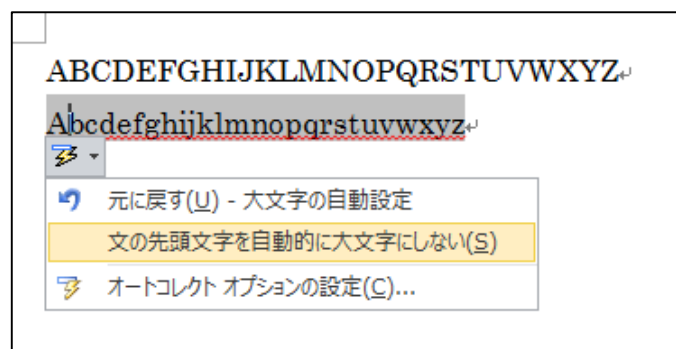 ABCDEFGHIJKLMNOPQRSTUVWXYZ↵
Abcdefghijklmnopqrstuvwxyz↵
元に戻す(U) - 大文字の自動設定
文の先頭文字を自動的に大文字にしない(S)
オートコレクト オプションの設定(C)...